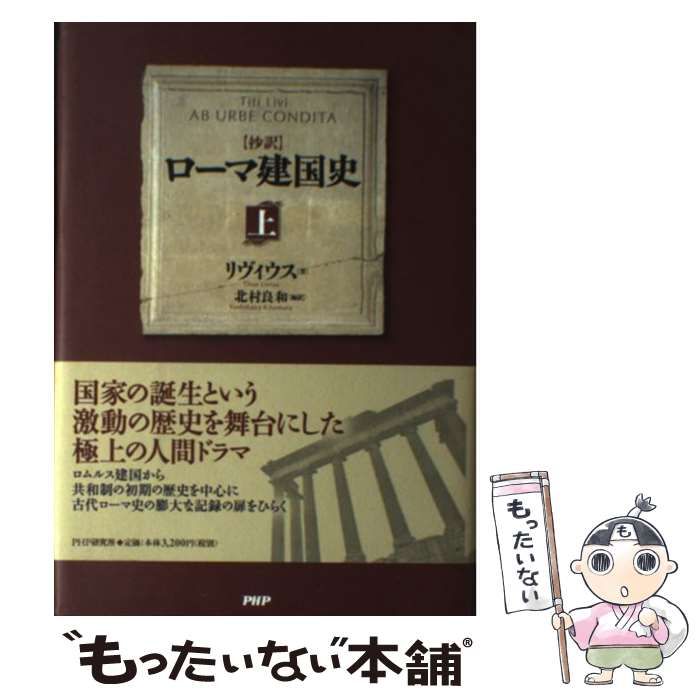 Titi Livi
AB URBE CONDITA
【抄訳】
ローマ建国史
上
リヴィウス 著
Titus Livius
北村良和 編訳
Yoshikazu Kitamura
国家の誕生という
激動の歴史を舞台にした
極上の人間ドラマ
ロムルス建国から
共和制の初期の歴史を中心に
古代ローマ史の膨大な記録の扉をひらく
PHP研究所◆定価:本体3,200円(税別)
PHP
もったいない
も
"もったいない"本舗®